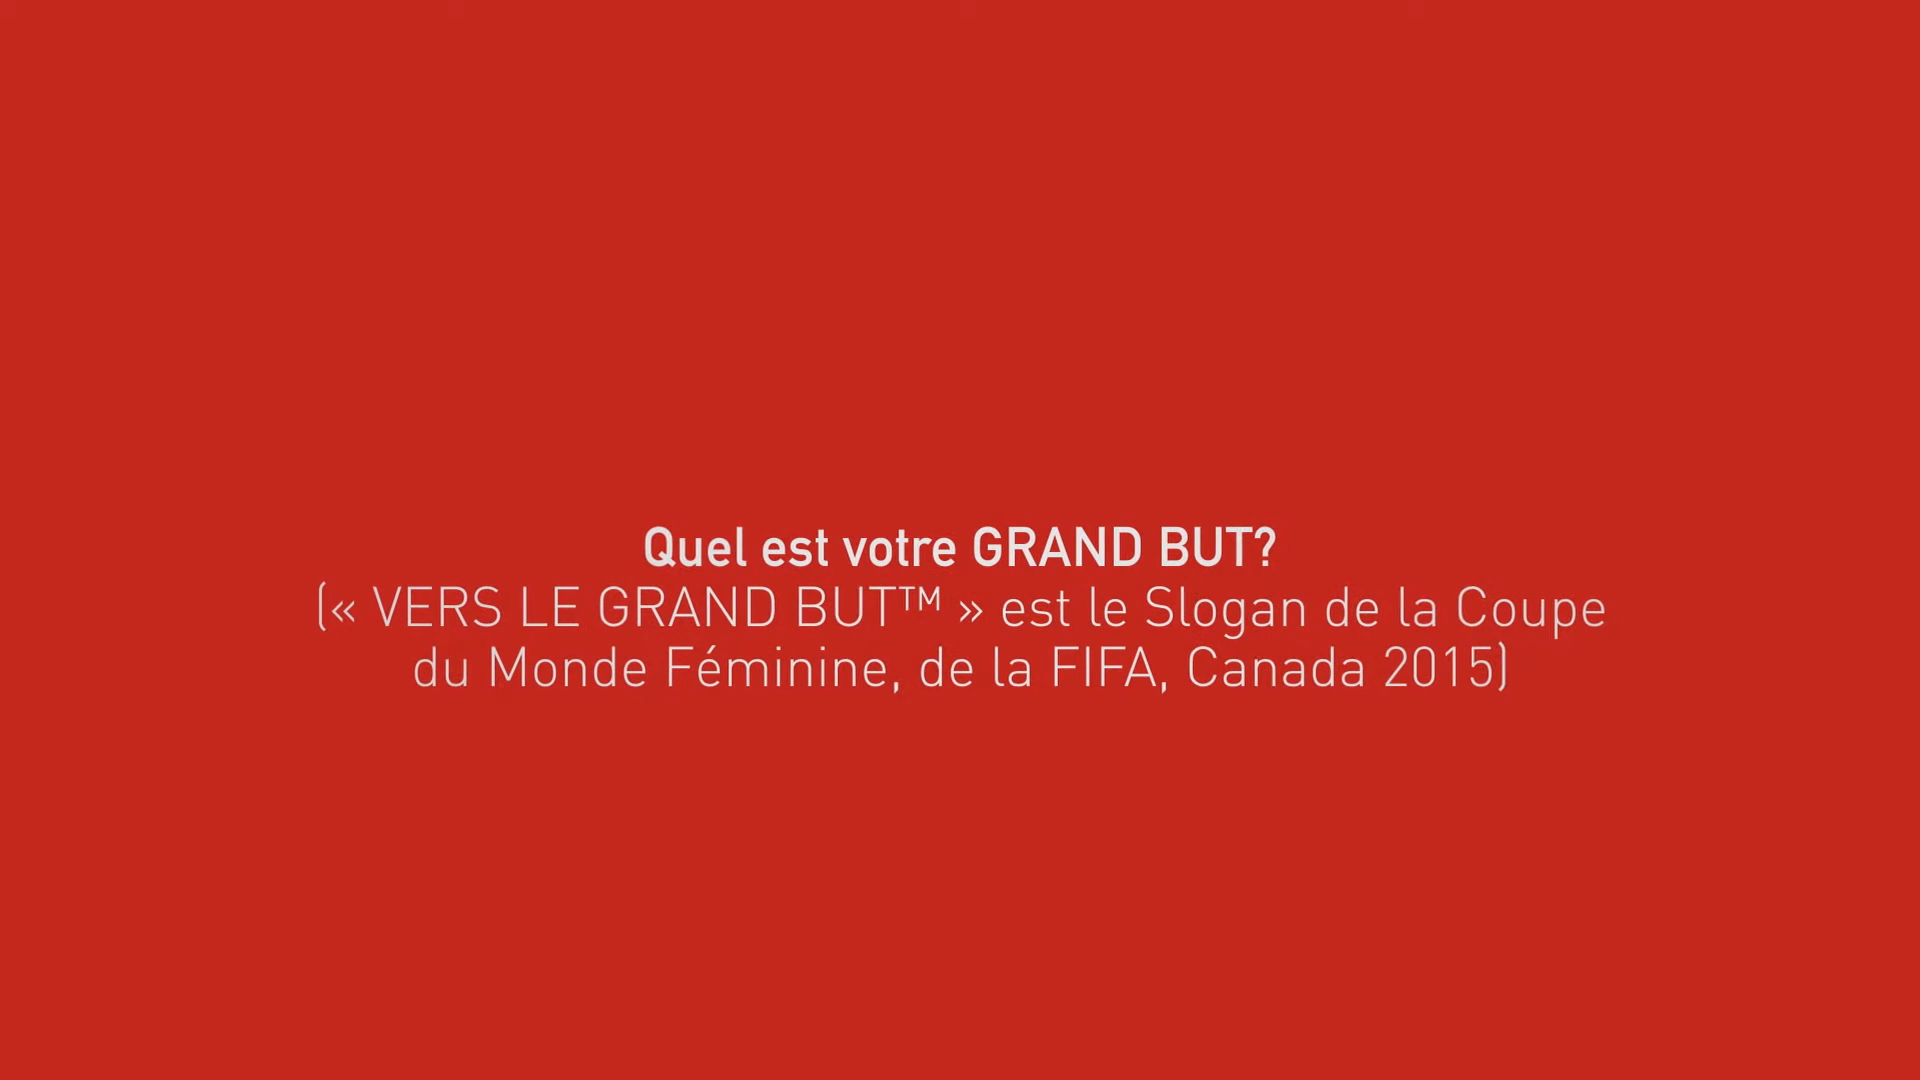 Quel est votre GRAND BUT?
(« VERS LE GRAND BUT™ » est le Slogan de la Coupe
du Monde Féminine, de la FIFA, Canada 2015)